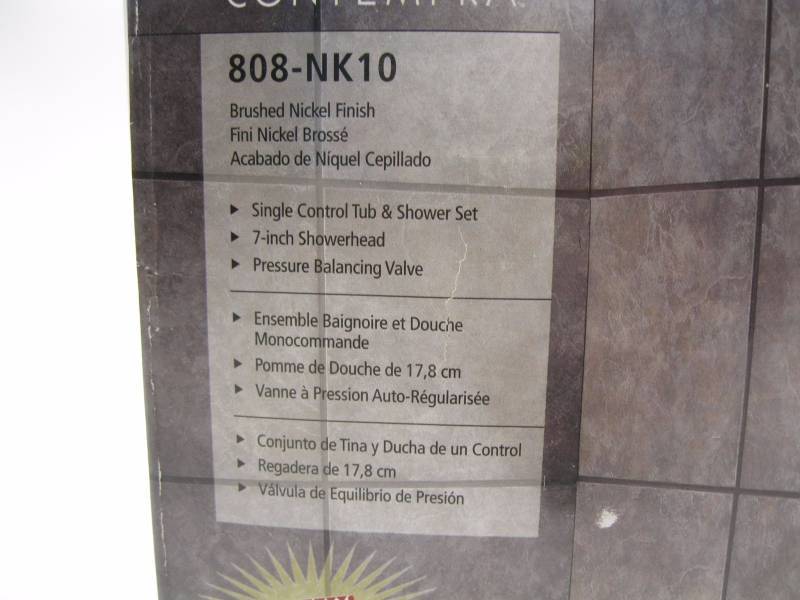 CONTEMPRA
808-NK10
Brushed Nickel Finish
Fini Nickel Brossé
Acabado de Níquel Cepillado
▶ Single Control Tub & Shower Set
▶ 7-inch Showerhead
▶ Pressure Balancing Valve
▶ Ensemble Baignoire et Douche
Monocommande
▶ Pomme de Douche de 17,8 cm
▶ Vanne à Pression Auto-Régularisée
▶ Conjunto de Tina y Ducha de un Control
▶ Regadera de 17,8 cm
▶ Válvula de Equilibrio de Presión